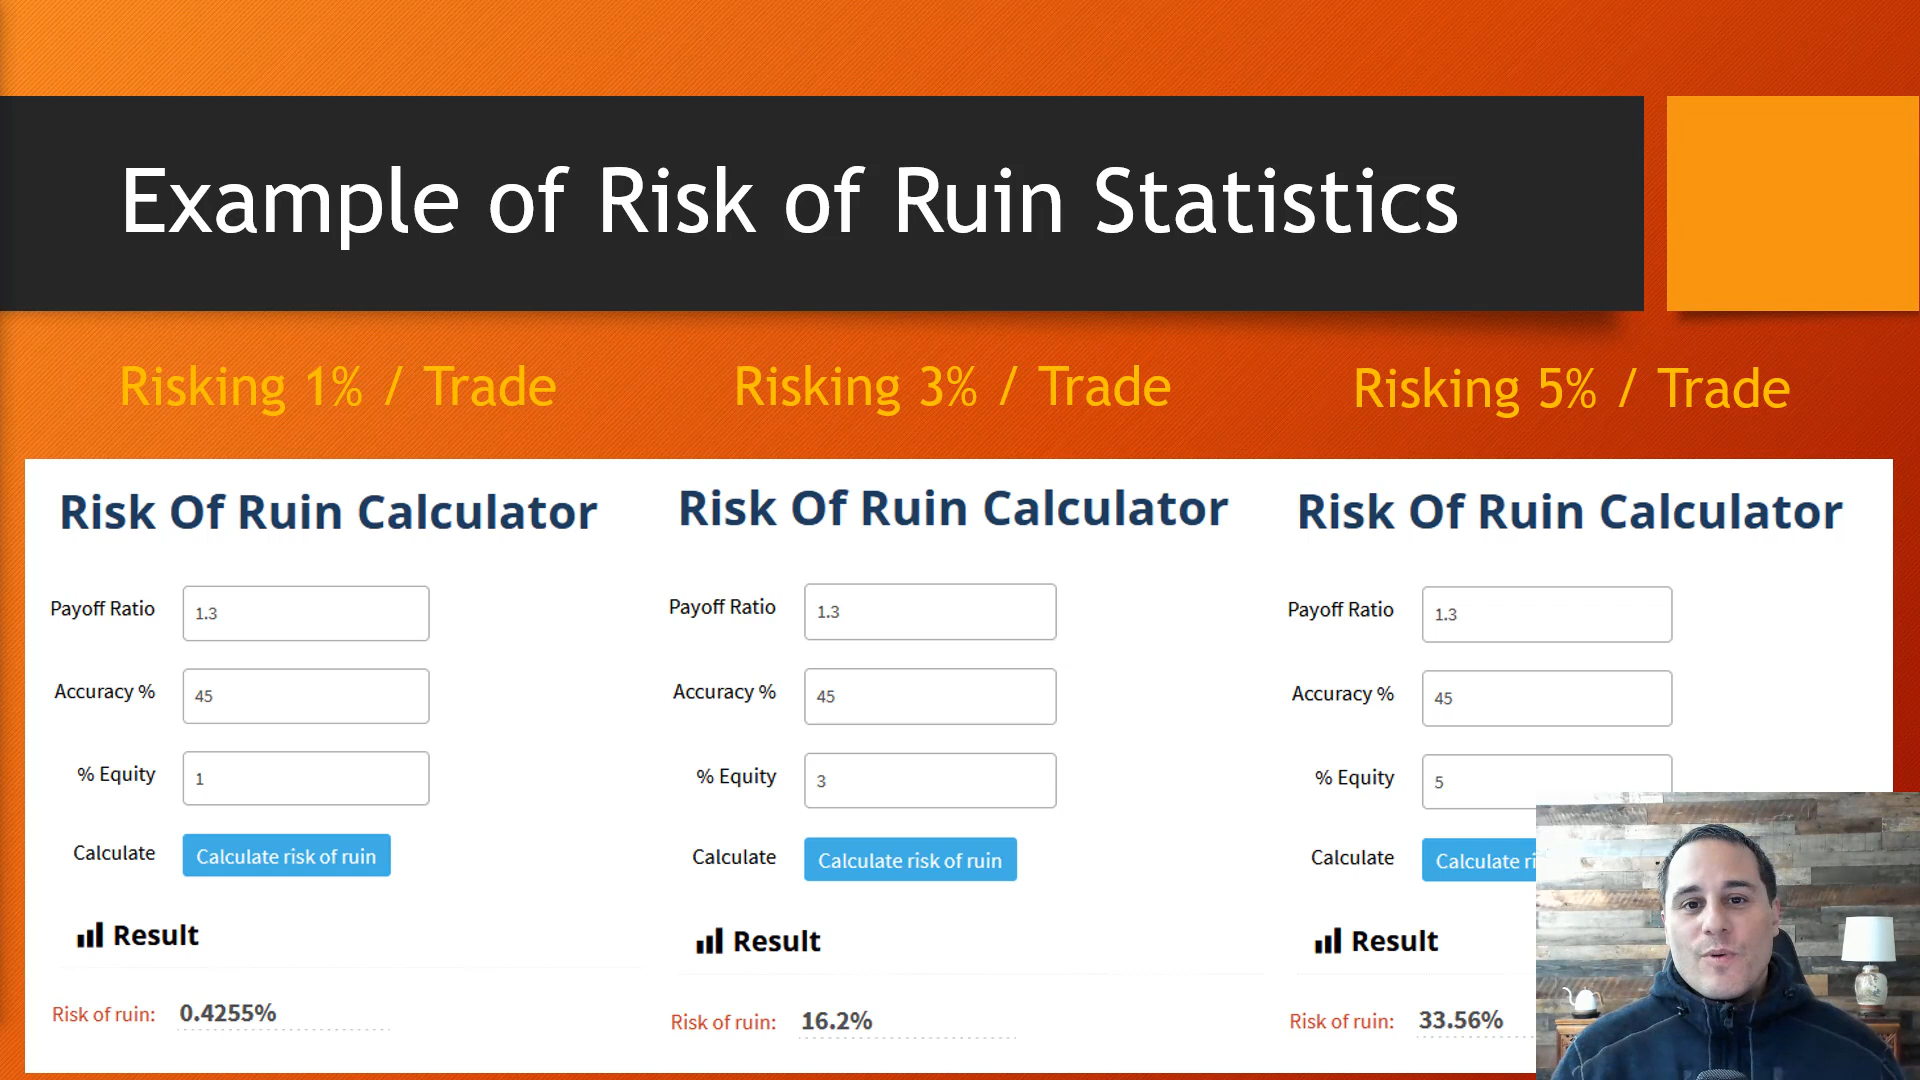 Example of Risk of Ruin Statistics
Risking 1% / Trade
Risking 3% / Trade
Risking 5% / Trade
Risk Of Ruin Calculator
Payoff Ratio 1.3
Accuracy % 45
% Equity 1
Calculate Calculate risk of ruin
Result
Risk of ruin: 0.4255%
Risk Of Ruin Calculator
Payoff Ratio 1.3
Accuracy % 45
% Equity 3
Calculate Calculate risk of ruin
Result
Risk of ruin: 16.2%
Risk Of Ruin Calculator
Payoff Ratio 1.3
Accuracy % 45
% Equity 5
Calculate Calculate ri
Result
Risk of ruin: 33.56%